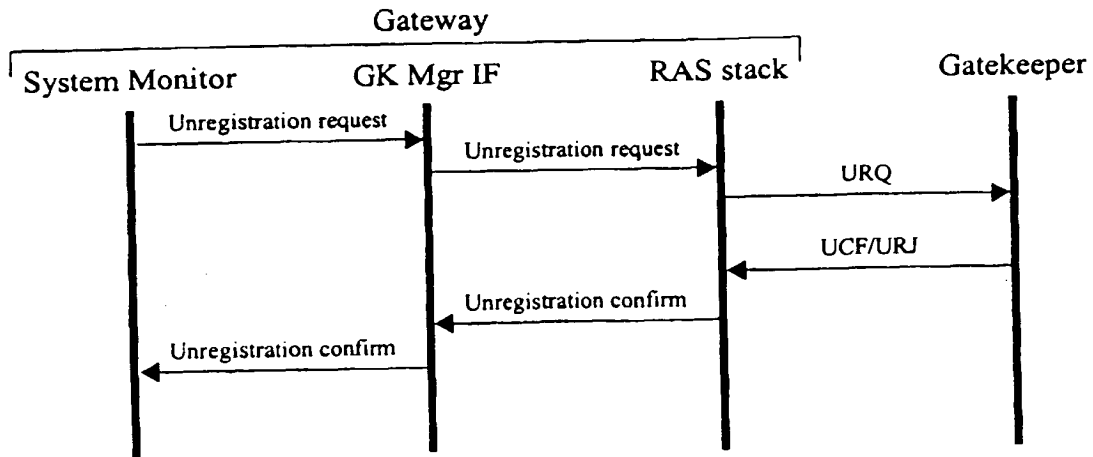 Gateway
System Monitor
GK Mgr IF
RAS stack
Gatekeeper
Unregistration request
Unregistration request
URQ
UCF/URJ
Unregistration confirm
Unregistration confirm